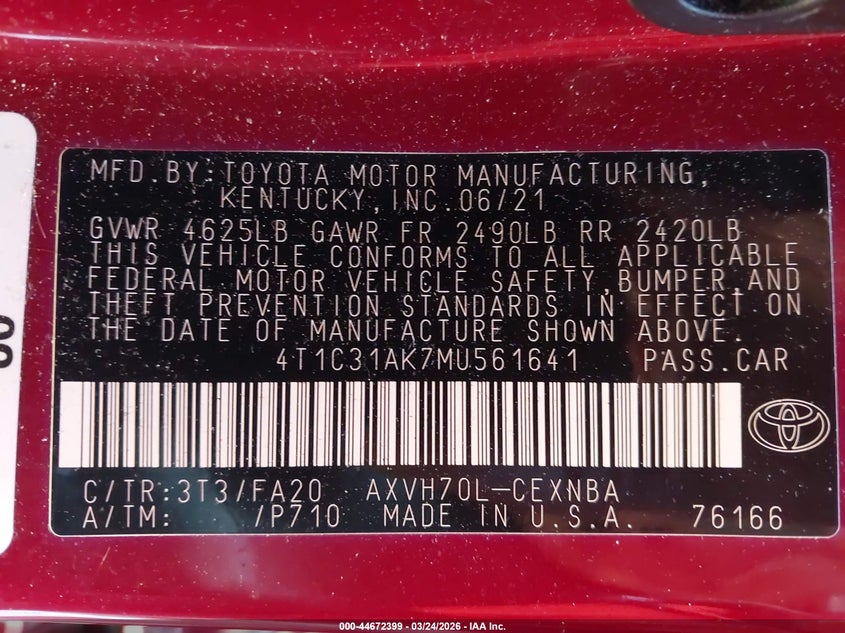 MFD BY:TOYOTA MOTOR MANUFACTURING,
KENTUCKY,INC.06/21
GVWR 4625LB GAWR FR 2490LB RR 2420LB
THIS VEHICLE CONFORMS TO ALL APPLICABLE
FEDERAL MOTOR VEHICLE SAFETY,BUMPER,AND
THEFT PREVENTION STANDARDS IN EFFECT ON
THE DATE OF MANUFACTURE SHOWN ABOVE.
4T1C31AK7MU561641 PASS.CAR
C/TR:3T3/FA20 AXVH70L-CEXNBA
A/TM: /P710 MADE IN U.S.A. 76166
000-44672399 - 03/24/2026 - IAA Inc.